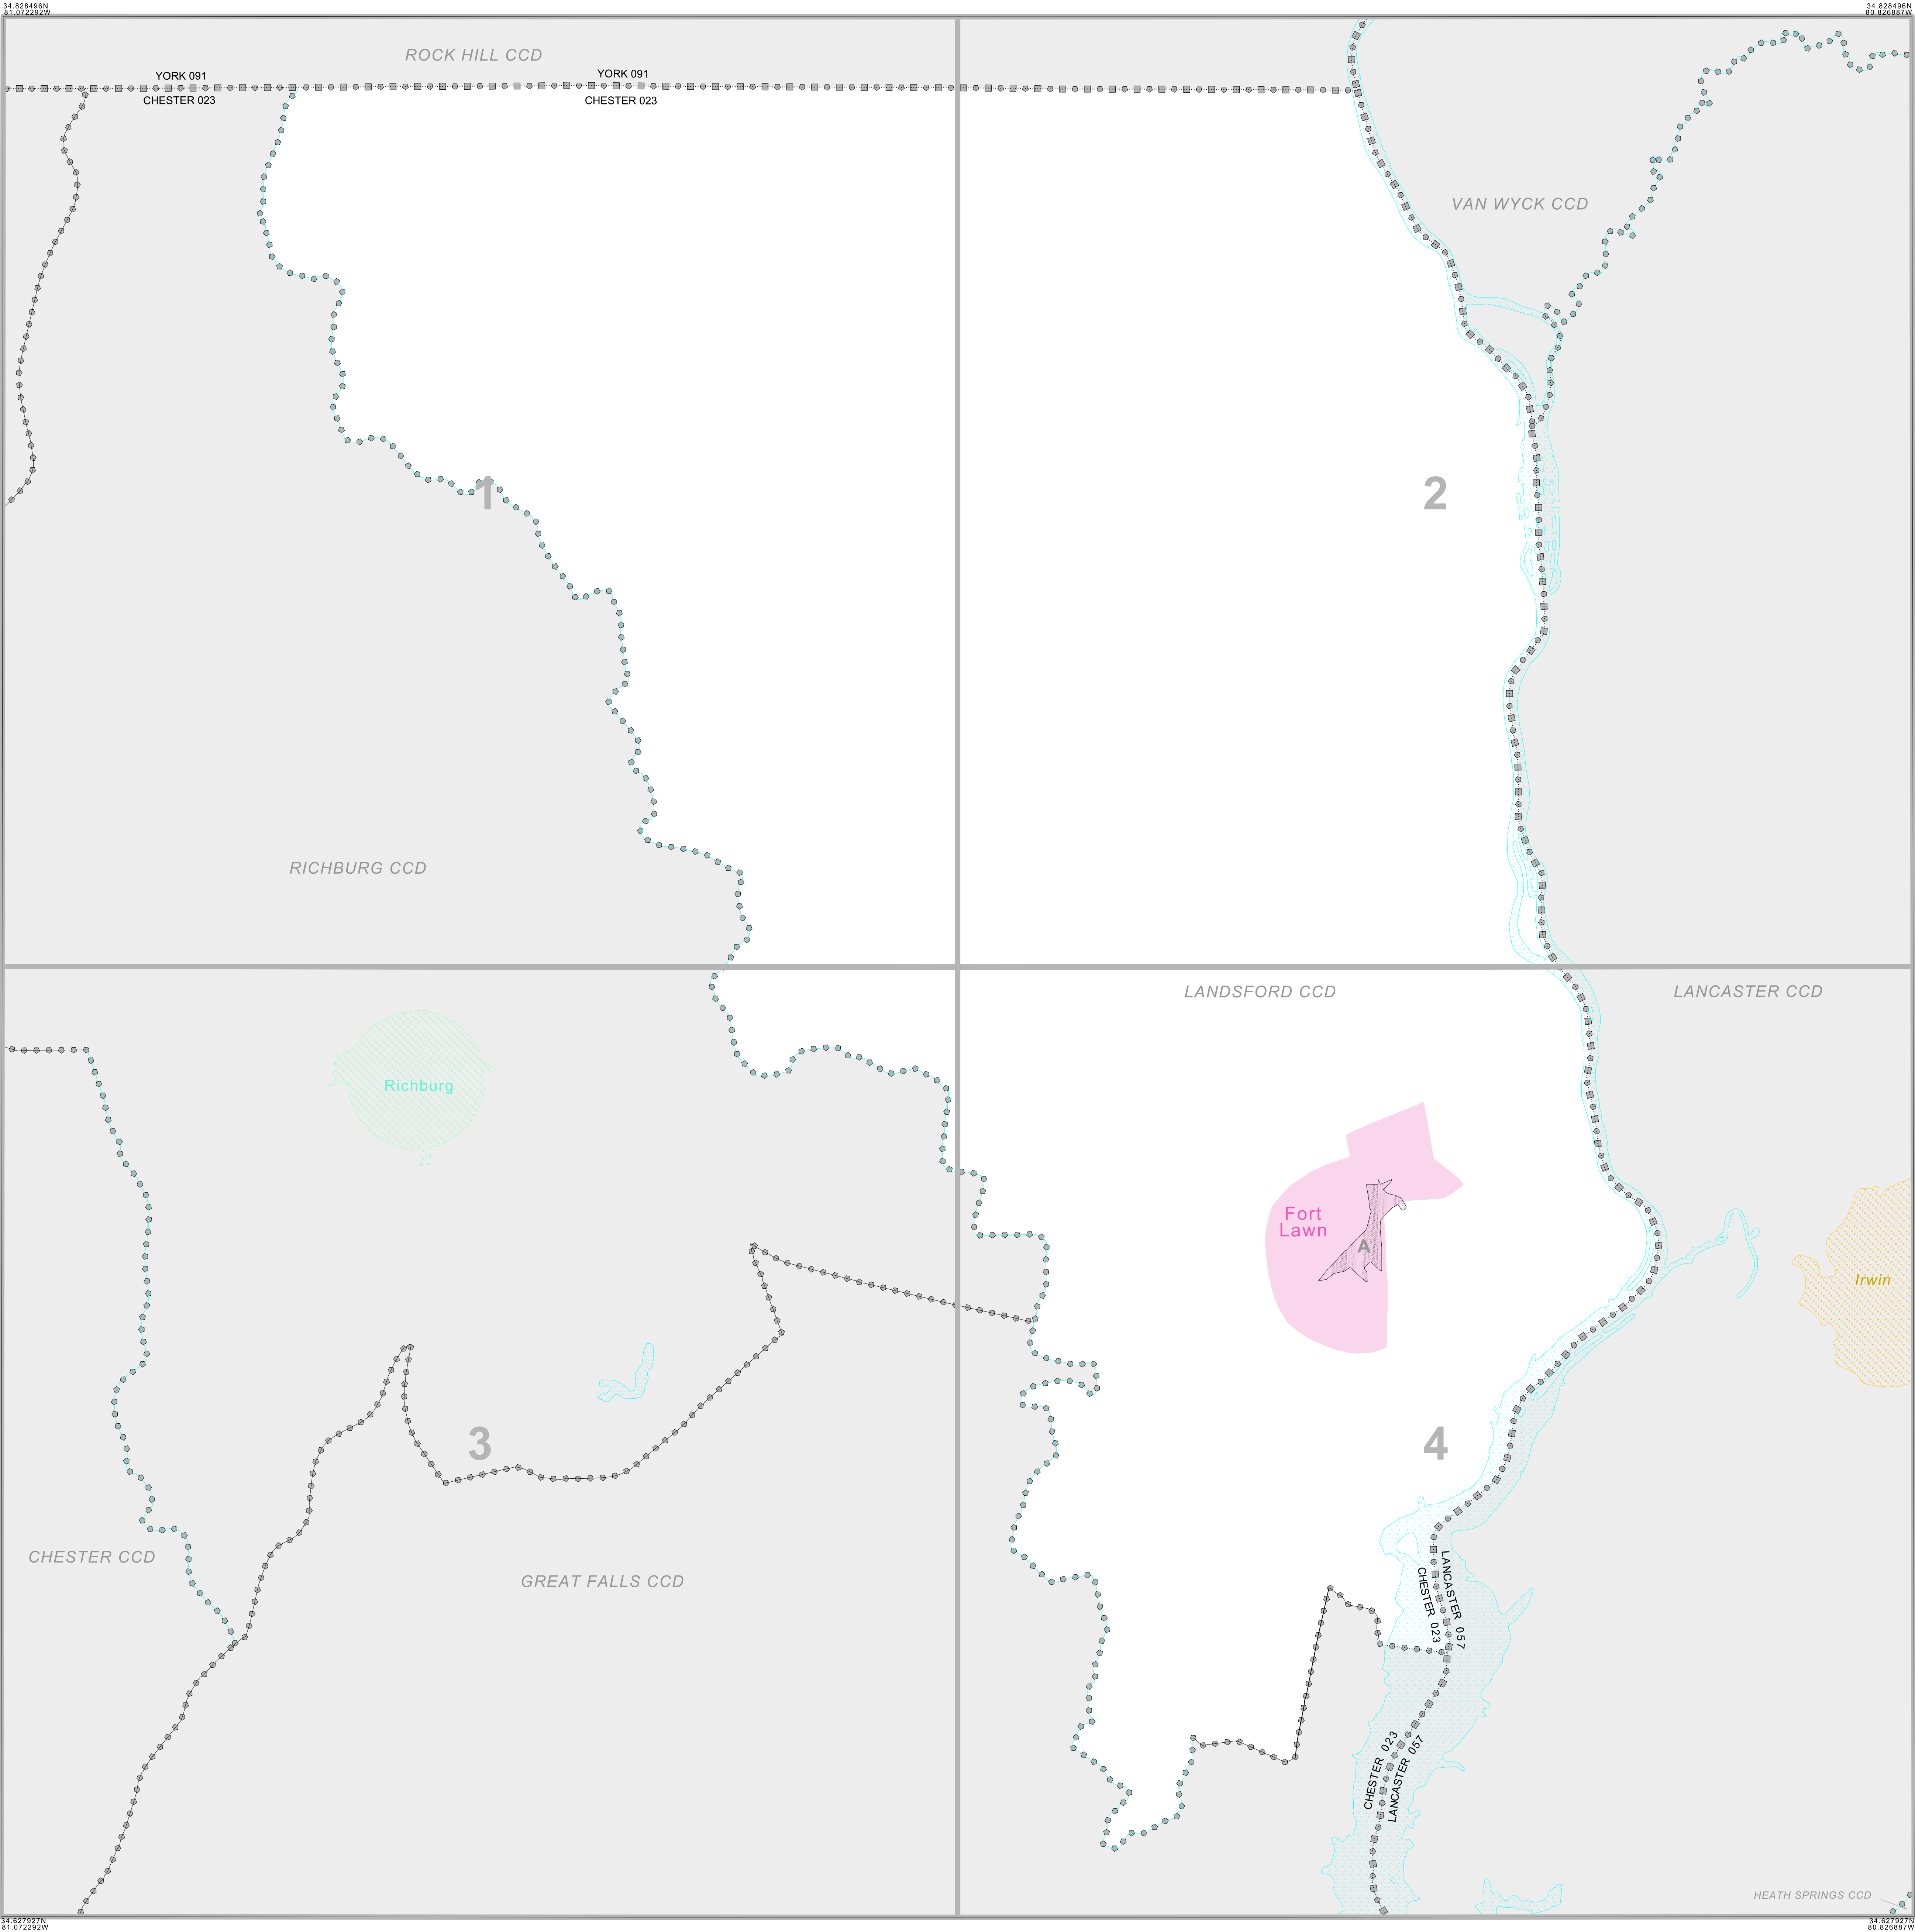 34.828496N
81.072292W
34.828496N
80.826887W
ROCK HILL CCD
YORK 091
YORK 091
CHESTER 023
CHESTER 023
VAN WYCK CCD
1
2
RICHBURG CCD
LANDSFORD CCD
LANCASTER CCD
Richburg
Fort
Lawn
A
Irwin
3
4
CHESTER CCD
GREAT FALLS CCD
LANCASTER 057
CHESTER 023
CHESTER 023
LANCASTER 057
HEATH SPRINGS CCD
34.627927N
81.072292W
34.627927N
80.826887W